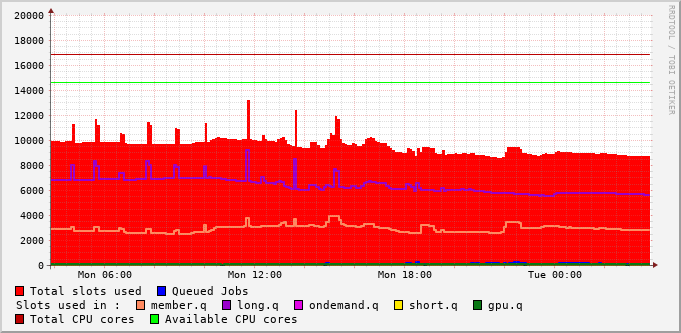 20000
18000
16000
14000
12000
10000
8000
6000
4000
2000
0
Mon 06:00 Mon 12:00 Mon 18:00 Tue 00:00
RRDTOOL / TOBI OETIKER
Total slots used Queued Jobs
Slots used in : member.q long.q ondemand.q short.q gpu.q
Total CPU cores Available CPU cores